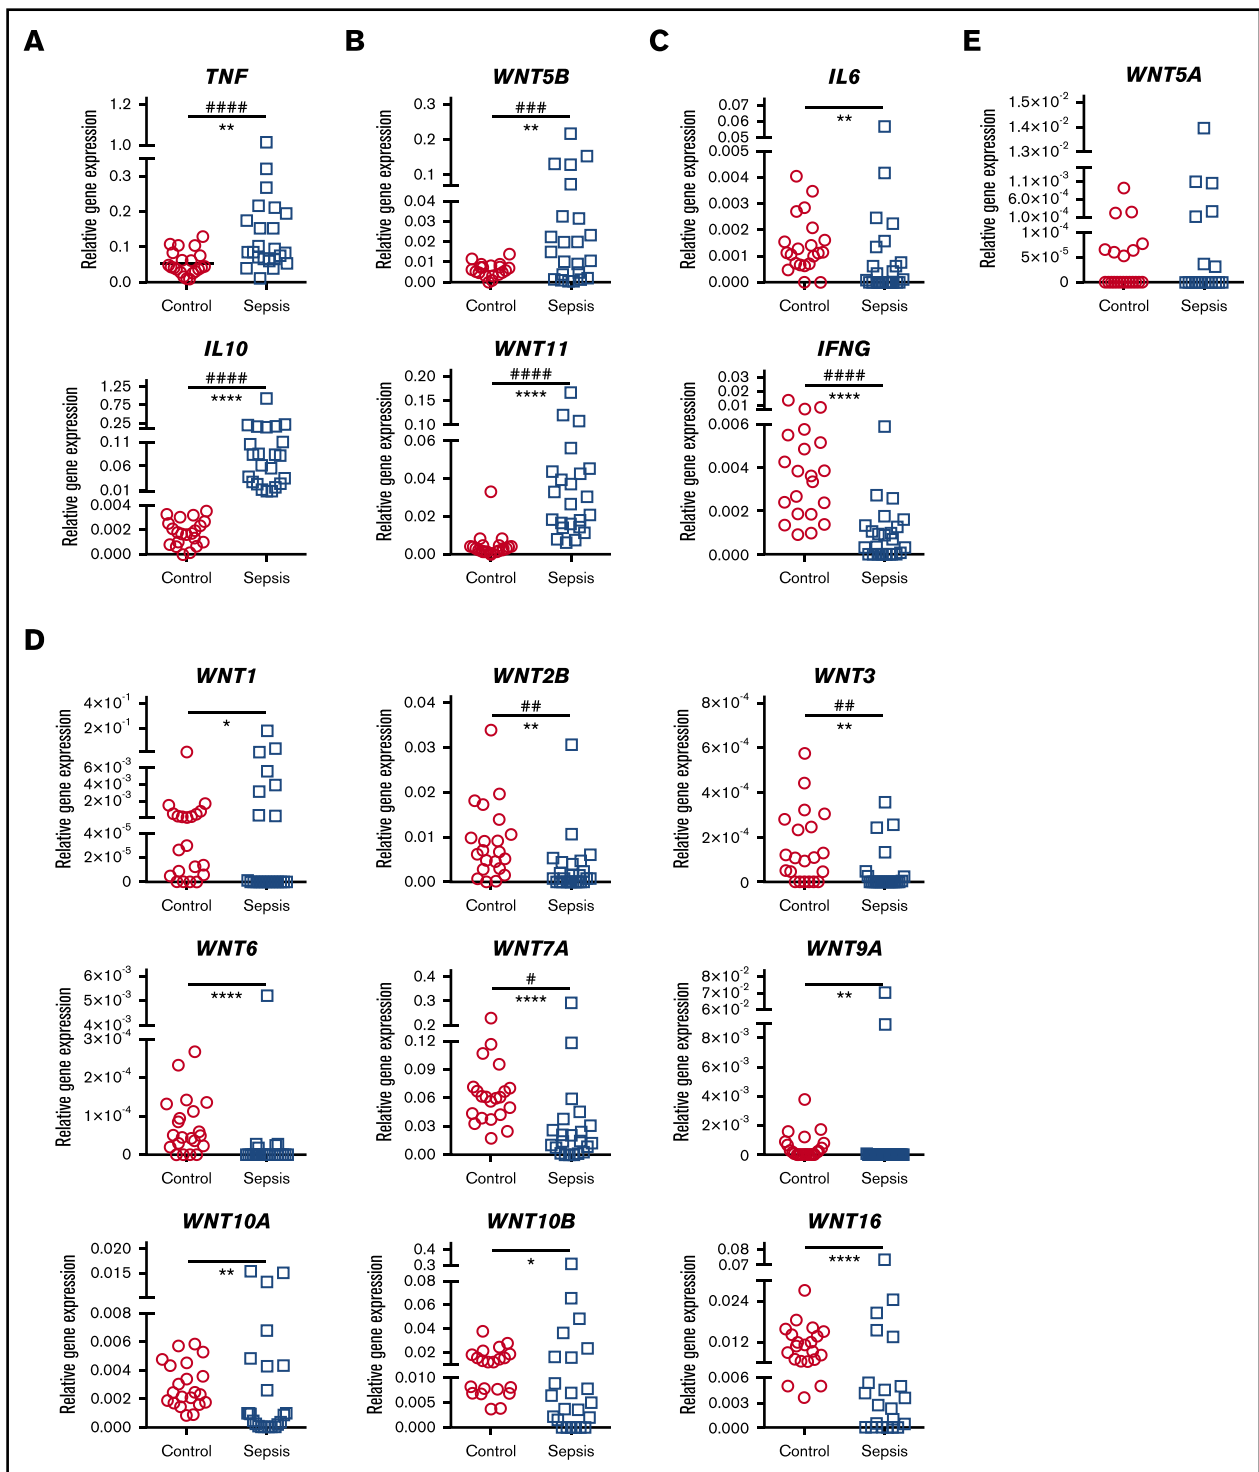 A
B
C
E
TNF
####
**
Relative gene expression
1.2
1.0
0.3
0.2
0.1
0.0
Control
Sepsis
WNT5B
###
**
Relative gene expression
0.3
0.2
0.1
0.04
0.03
0.02
0.01
0.00
Control
Sepsis
IL6
**
Relative gene expression
0.07
0.06
0.05
0.005
0.004
0.003
0.002
0.001
0.000
Control
Sepsis
WNT5A
Relative gene expression
1.5×10-2
1.4×10-2
1.3×10-2
1.1×10-3
6.0×10-4
1.0×10-4
1×10-4
5×10-5
0
Control
Sepsis
IL10
####
****
Relative gene expression
1.25
0.75
0.25
0.11
0.06
0.01
0.004
0.002
0.000
Control
Sepsis
WNT11
####
****
Relative gene expression
0.20
0.15
0.10
0.06
0.04
0.02
0.00
Control
Sepsis
IFNG
####
****
Relative gene expression
0.03
0.02
0.01
0.006
0.004
0.002
0.000
Control
Sepsis
D
WNT1
*
Relative gene expression
4×10-1
2×10-1
6×10-3
4×10-3
2×10-3
4×10-5
2×10-5
0
Control
Sepsis
WNT2B
##
**
Relative gene expression
0.04
0.03
0.02
0.01
0.00
Control
Sepsis
WNT3
##
**
Relative gene expression
8×10-4
6×10-4
4×10-4
2×10-4
0
Control
Sepsis
WNT6
****
Relative gene expression
6×10-3
5×10-3
4×10-3
3×10-4
2×10-4
1×10-4
0
Control
Sepsis
WNT7A
#
****
Relative gene expression
0.4
0.3
0.2
0.12
0.09
0.06
0.03
0.00
Control
Sepsis
WNT9A
**
Relative gene expression
8×10-2
7×10-2
6×10-2
8×10-3
6×10-3
4×10-3
2×10-3
0
Control
Sepsis
WNT10A
**
Relative gene expression
0.020
0.015
0.008
0.006
0.004
0.002
0.000
Control
Sepsis
WNT10B
*
Relative gene expression
0.4
0.3
0.08
0.06
0.04
0.02
0.010
0.005
0.000
Control
Sepsis
WNT16
****
Relative gene expression
0.08
0.07
0.024
0.012
0.006
0.003
0.000
Control
Sepsis